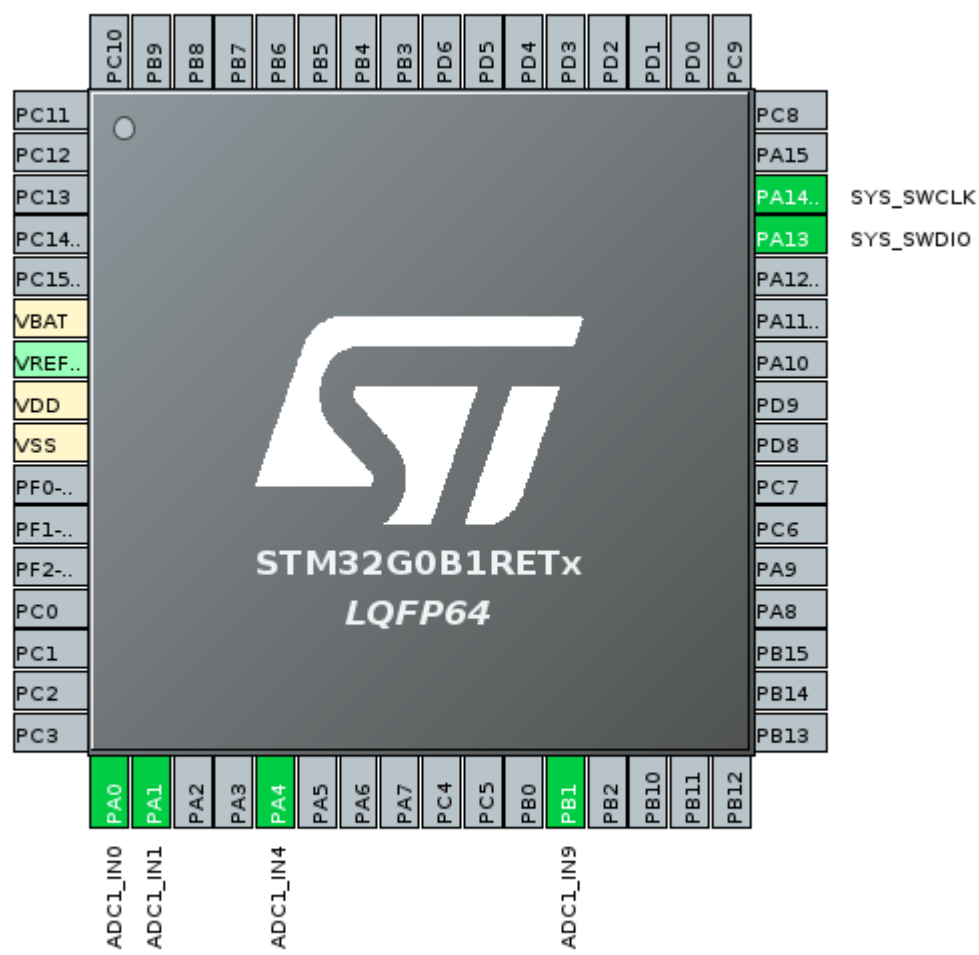 PC10
PB9
PB8
PB7
PB6
PB5
PB4
PB3
PD6
PD5
PD4
PD3
PD2
PD1
PD0
PC9
PC11
PC12
PC13
PC14..
PC15..
VBAT
VREF..
VDD
VSS
PF0-..
PF1-..
PF2-..
PC0
PC1
PC2
PC3
ST
STM32G0B1RETx
LQFP64
PC8
PA15
PA14.. SYS_SWCLK
PA13 SYS_SWDIO
PA12..
PA11..
PA10
PD9
PD8
PC7
PC6
PA9
PA8
PB15
PB14
PB13
PA0
PA1
PA2
PA3
PA4
PA5
PA6
PA7
PC4
PC5
PB0
PB1
PB2
PB10
PB11
PB12
ADC1_IN0
ADC1_IN1
ADC1_IN4
ADC1_IN9